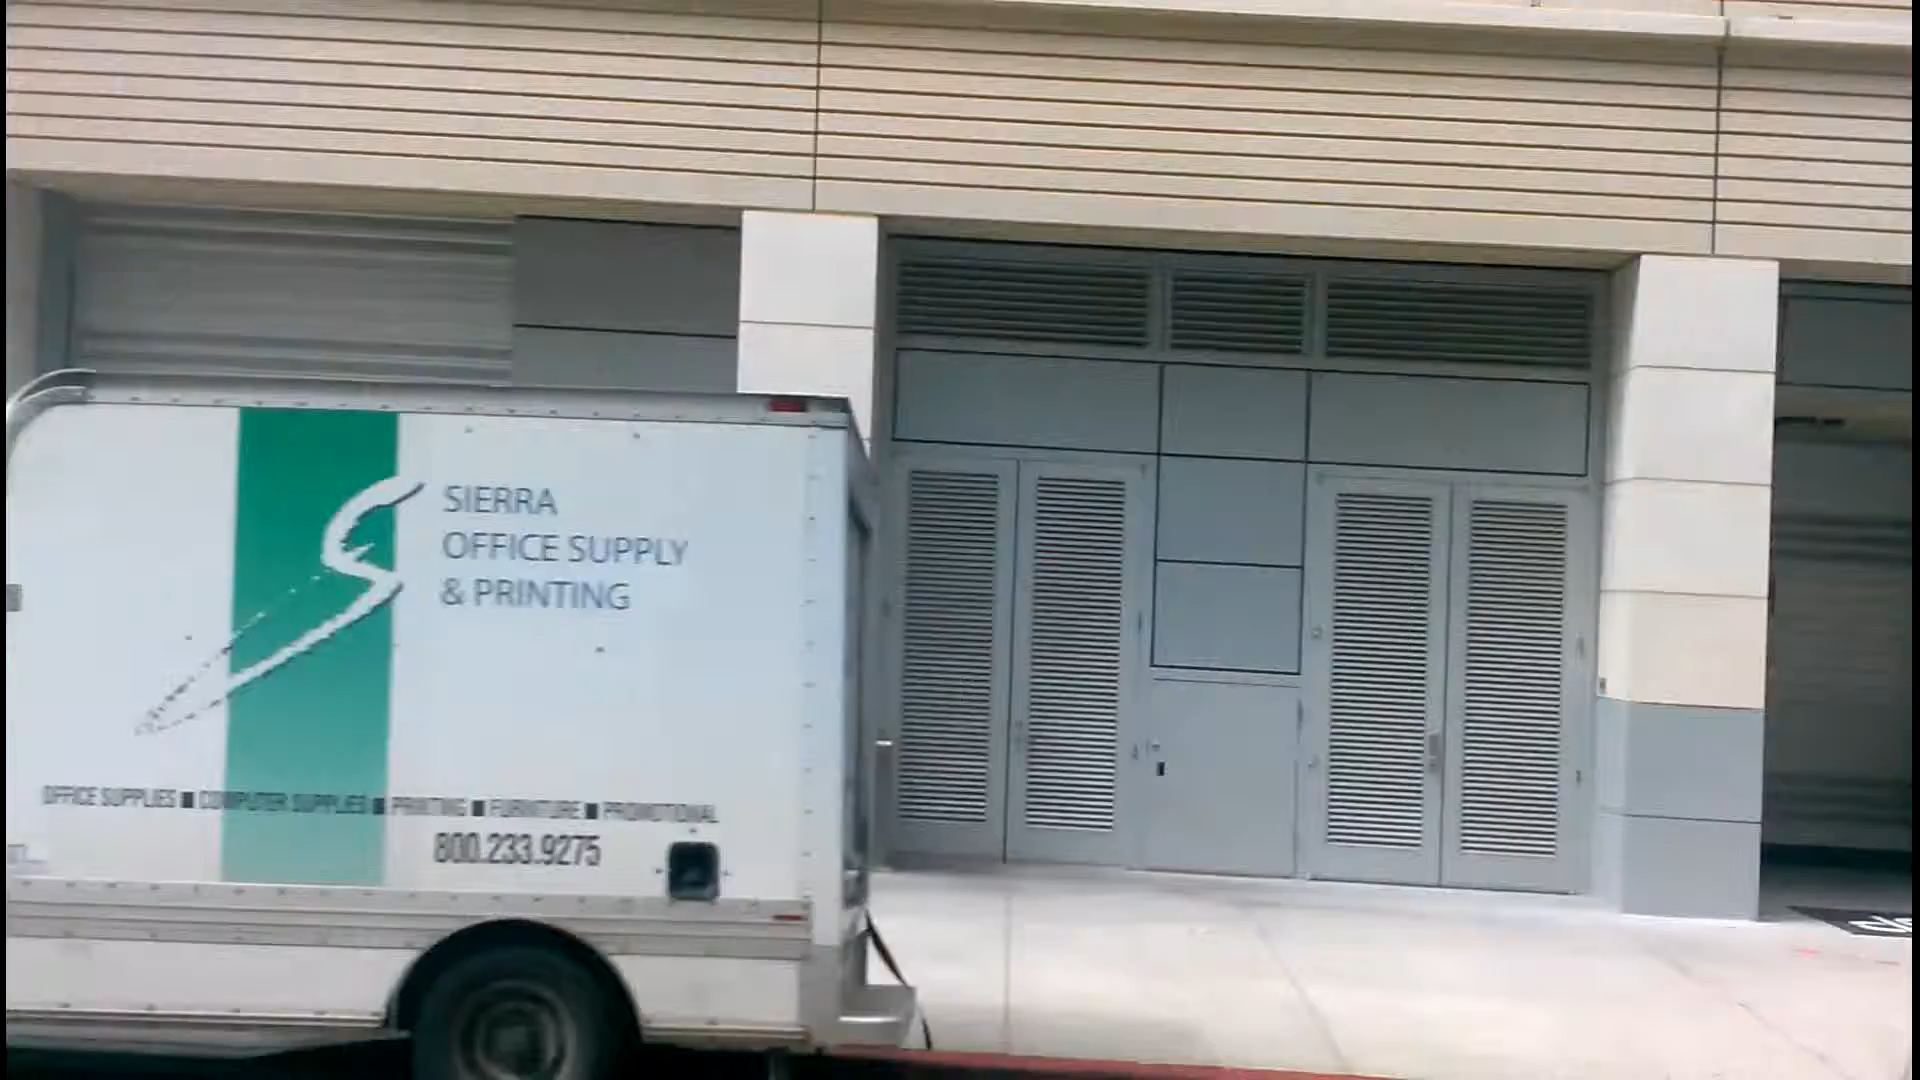 SIERRA
OFFICE SUPPLY
& PRINTING
OFFICE SUPPLIES ■ COMPUTER SUPPLIES ■ PRINTING ■ FURNITURE ■ PROMOTIONAL
800.233.9275